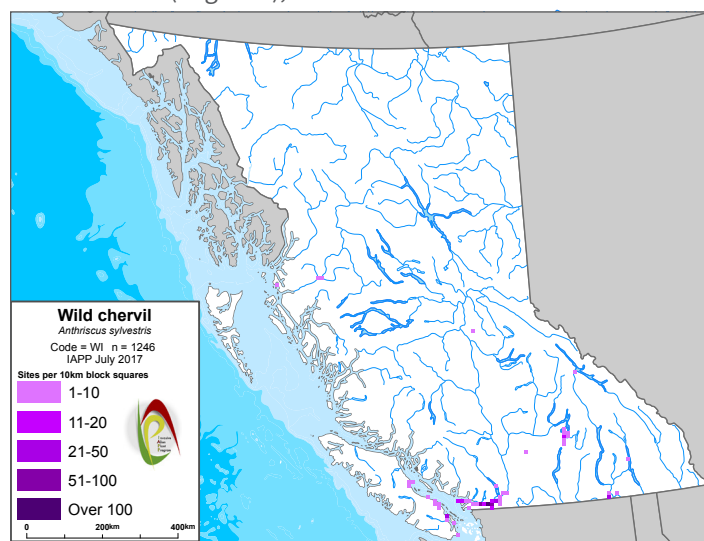 Wild chervil
Anthriscus sylvestris
Code = WI n = 1246
IAPP July 2017
Sites per 10km block squares
1-10
11-20
21-50
51-100
Over 100
0 200km 400km